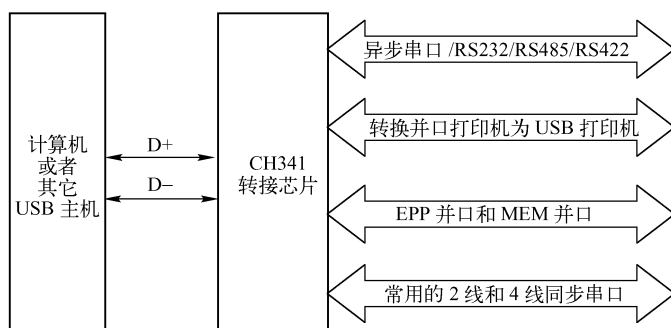 计算机
或者
其它
USB 主机
D+
D−
CH341
转接芯片
异步串口 /RS232/RS485/RS422
转换并口打印机为 USB 打印机
EPP 并口和 MEM 并口
常用的 2 线和 4 线同步串口